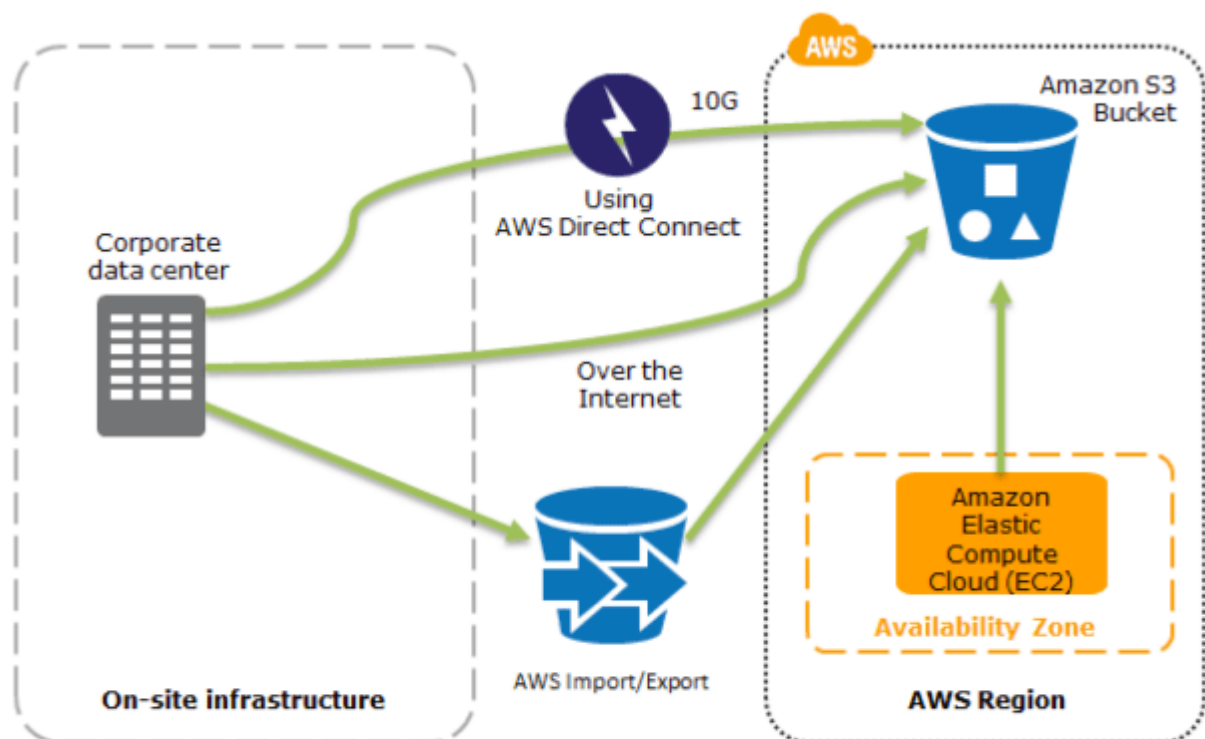 AWS
10G
Amazon S3
Bucket
Using
AWS Direct Connect
Corporate
data center
Over the
Internet
Amazon
Elastic
Compute
Cloud (EC2)
Availability Zone
AWS Import/Export
On-site infrastructure
AWS Region